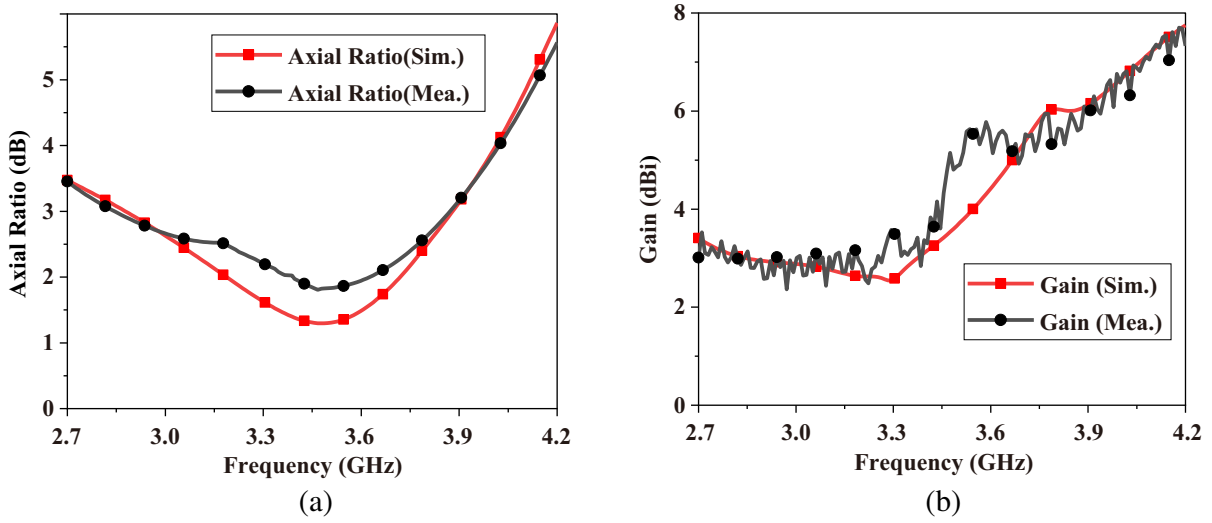 Axial Ratio(Sim.)
Axial Ratio(Mea.)
Axial Ratio (dB)
5
4
3
2
1
0
2.7 3.0 3.3 3.6 3.9 4.2
Frequency (GHz)
(a)
Gain (dBi)
8
6
4
2
0
Gain (Sim.)
Gain (Mea.)
2.7 3.0 3.3 3.6 3.9 4.2
Frequency (GHz)
(b)